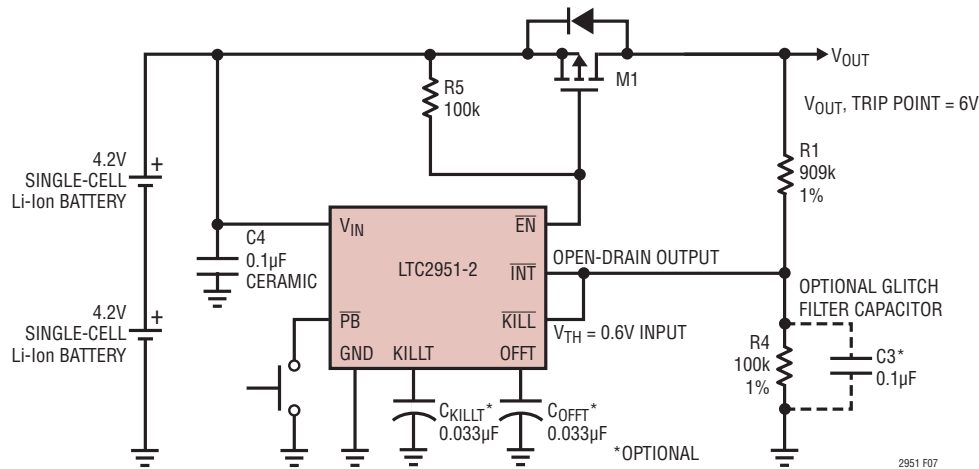 M1
VOUT
VOUT, TRIP POINT = 6V
R5
100k
R1
909k
1%
4.2V
SINGLE-CELL
Li-Ion BATTERY
+
VIN
EN
C4
0.1µF
CERAMIC
LTC2951-2
INT
OPEN-DRAIN OUTPUT
OPTIONAL GLITCH
FILTER CAPACITOR
4.2V
SINGLE-CELL
Li-Ion BATTERY
+
PB
KILL
VTH = 0.6V INPUT
GND
KILLT
OFFT
R4
100k
1%
C3*
0.1µF
CKILLT*
0.033µF
COFFT*
0.033µF
*OPTIONAL
2951 F07